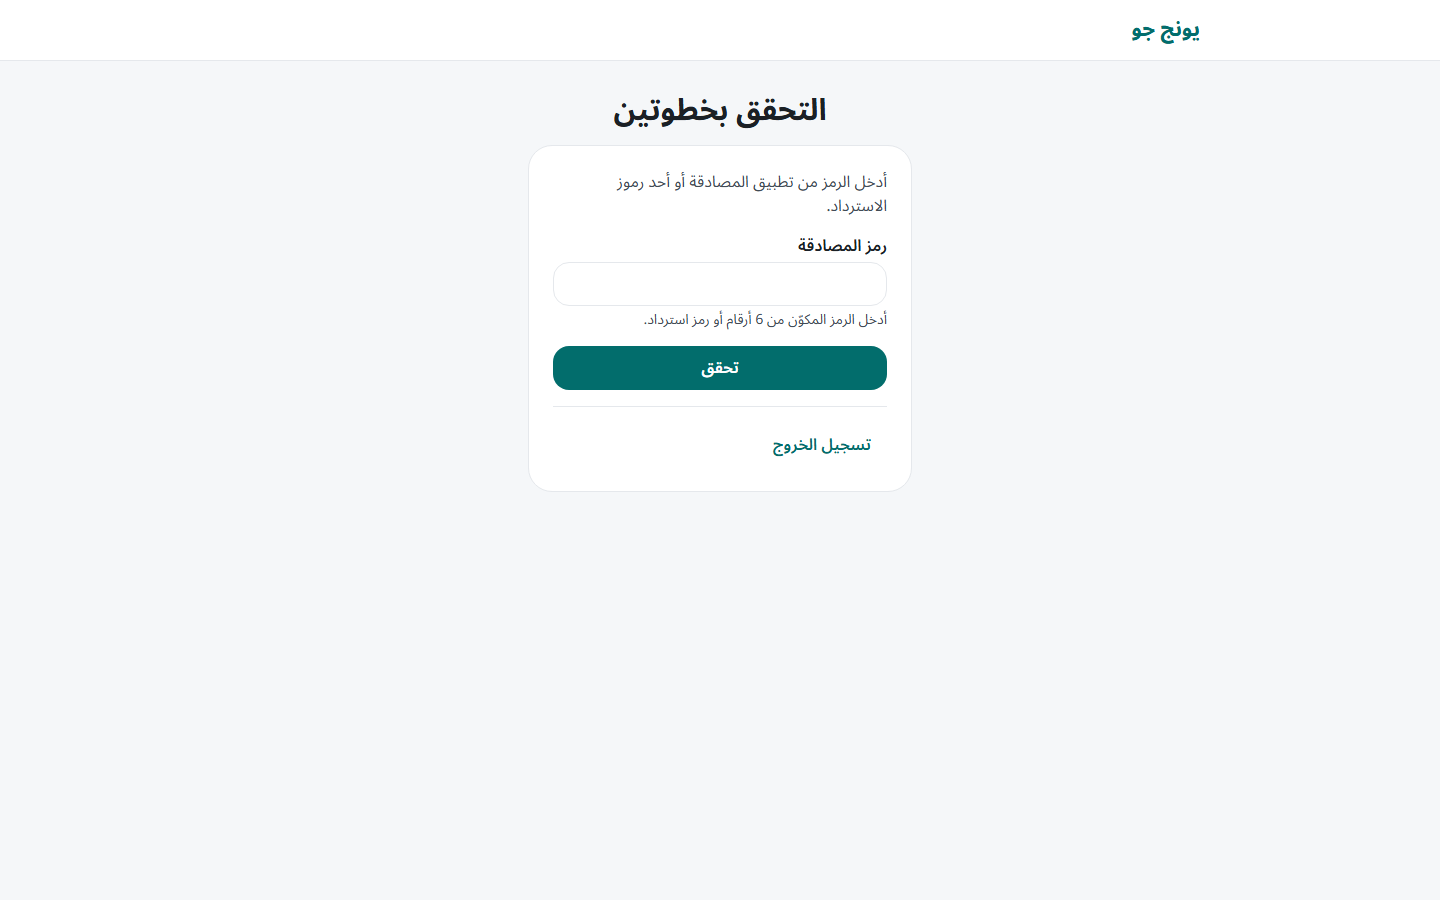 يونج جو
التحقق بخطوتين
أدخل الرمز من تطبيق المصادقة أو أحد رموز
الاسترداد.
رمز المصادقة
أدخل الرمز المكوّن من 6 أرقام أو رمز استرداد.
تحقق
تسجيل الخروج